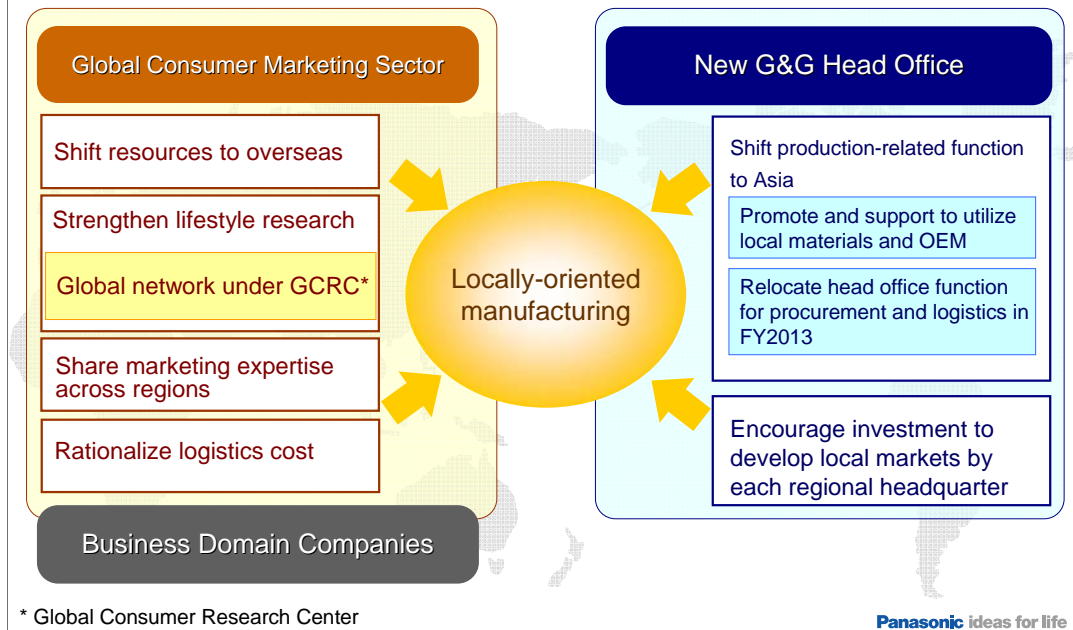 Global Consumer Marketing Sector
Shift resources to overseas
Strengthen lifestyle research
Global network under GCRC*
Share marketing expertise
across regions
Rationalize logistics cost
Business Domain Companies
Locally-oriented
manufacturing
New G&G Head Office
Shift production-related function
to Asia
Promote and support to utilize
local materials and OEM
Relocate head office function
for procurement and logistics in
FY2013
Encourage investment to
develop local markets by
each regional headquarter
* Global Consumer Research Center
Panasonic ideas for life